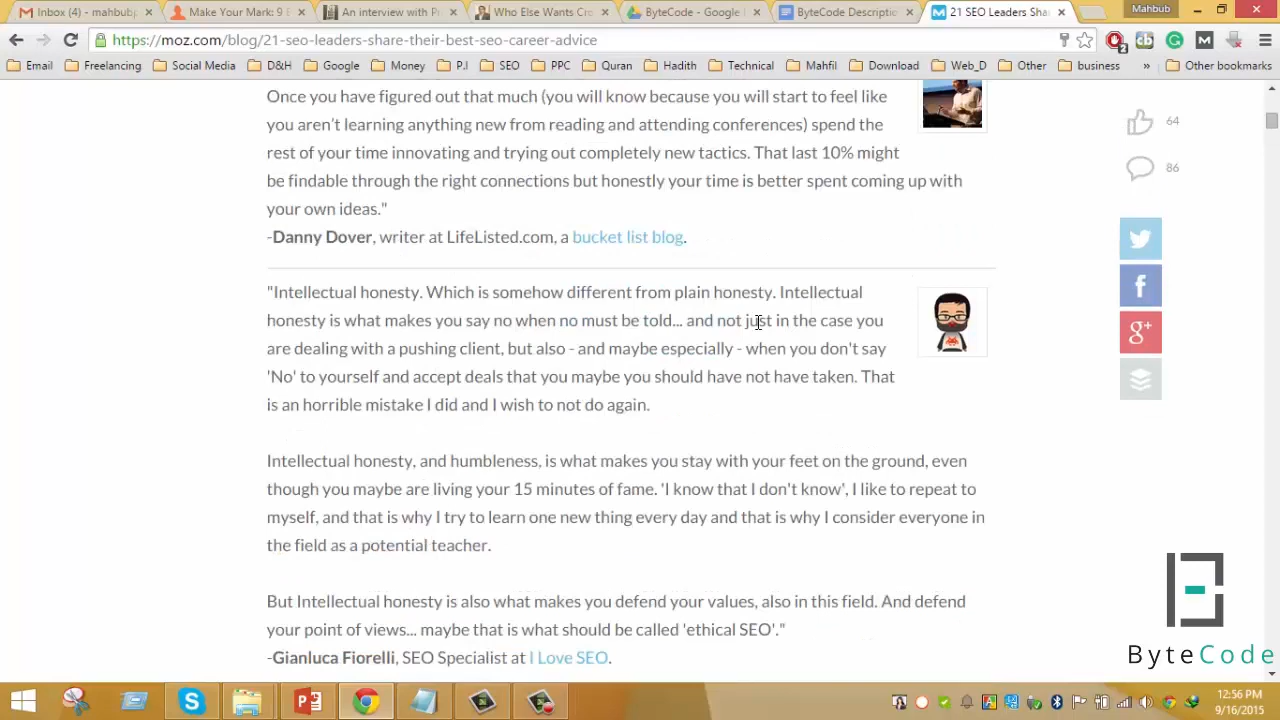 Inbox (4) - mahbubj
Make Your Mark: 9 E
An interview with Pr
Who Else Wants Cro
ByteCode - Google
ByteCode Descriptio
21 SEO Leaders Sha
Mahbub
https://moz.com/blog/21-seo-leaders-share-their-best-seo-career-advice
2
Email
Freelancing
Social Media
D&H
Google
Money
P.I
SEO
PPC
Quran
Hadith
Technical
Mahfil
Download
Web_D
Other
business
»
Other bookmarks
Once you have figured out that much (you will know because you will start to feel like
you aren't learning anything new from reading and attending conferences) spend the
rest of your time innovating and trying out completely new tactics. That last 10% might
be findable through the right connections but honestly your time is better spent coming up with
your own ideas."
-Danny Dover, writer at LifeListed.com, a bucket list blog.
"Intellectual honesty. Which is somehow different from plain honesty. Intellectual
honesty is what makes you say no when no must be told... and not just in the case you
are dealing with a pushing client, but also - and maybe especially - when you don't say
'No' to yourself and accept deals that you maybe you should have not have taken. That
is an horrible mistake I did and I wish to not do again.
Intellectual honesty, and humbleness, is what makes you stay with your feet on the ground, even
though you maybe are living your 15 minutes of fame. 'I know that I don't know', I like to repeat to
myself, and that is why I try to learn one new thing every day and that is why I consider everyone in
the field as a potential teacher.
But Intellectual honesty is also what makes you defend your values, also in this field. And defend
your point of views... maybe that is what should be called 'ethical SEO'."
-Gianluca Fiorelli, SEO Specialist at I Love SEO.
64
86
ByteCode
12:56 PM
9/16/2015